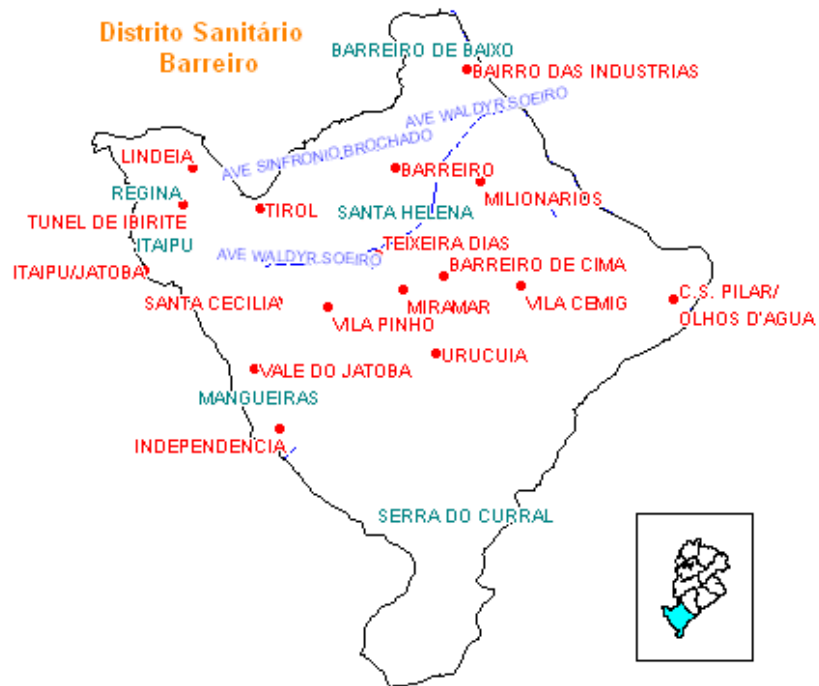 Distrito Sanitário
Barreiro
BARREIRO DE BAIXO
BAIRRO DAS INDUSTRIAS
AVE WALDYR.SOEIRO
AVE SINFRONIO.BROCHADO
LINDEIA
BARREIRO
MILIONARIOS
REGINA
TUNEL DE IBIRITE
TIROL
SANTA HELENA
ITAIPU
AVE WALDYR.SOEIRO
TEIXEIRA DIAS
ITAIPU/JATOBA
BARREIRO DE CIMA
SANTA CECILIA
VILA PINHO
MIRAMAR
VILA CEMIG
C.S. PILAR/
OLHOS D'AGUA
URUCUIA
VALE DO JATOBA
MANGUEIRAS
INDEPENDENCIA
SERRA DO CURRAL